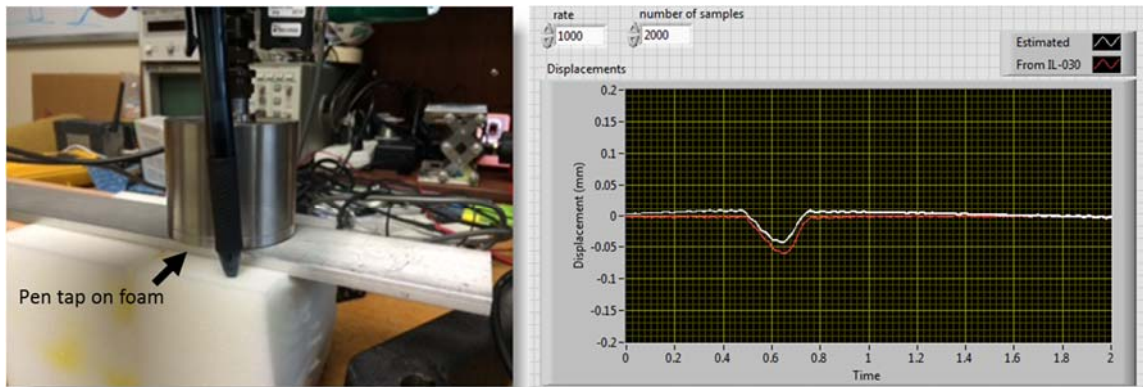 Pen tap on foam
rate
number of samples
1000
2000
Estimated
From IL-030
Displacements
Displacement (mm)
0.2
0.15
0.1
0.05
0
-0.05
-0.1
-0.15
-0.2
0
0.2
0.4
0.6
0.8
1
1.2
1.4
1.6
1.8
2
Time